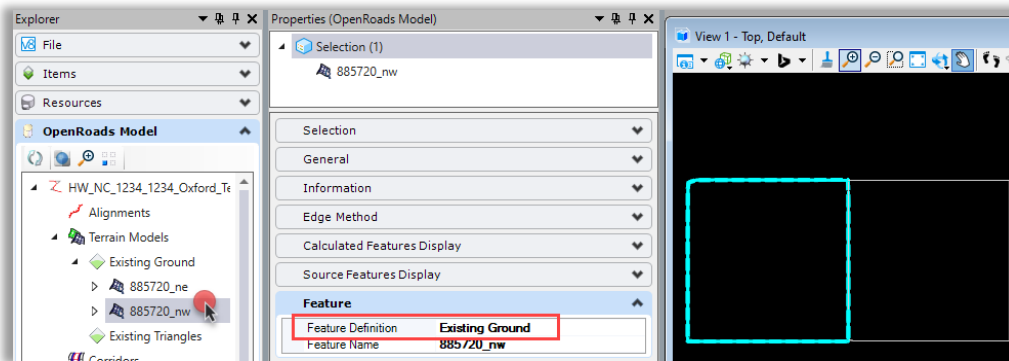 Explorer
File
Items
Resources
OpenRoads Model
HW_NC_1234_1234_Oxford_Te
Alignments
Terrain Models
Existing Ground
885720_ne
885720_nw
Existing Triangles
Corridors
Properties (OpenRoads Model)
Selection (1)
885720_nw
Selection
General
Information
Edge Method
Calculated Features Display
Source Features Display
Feature
Feature Definition Existing Ground
Feature Name 885720_nw
View 1 - Top, Default